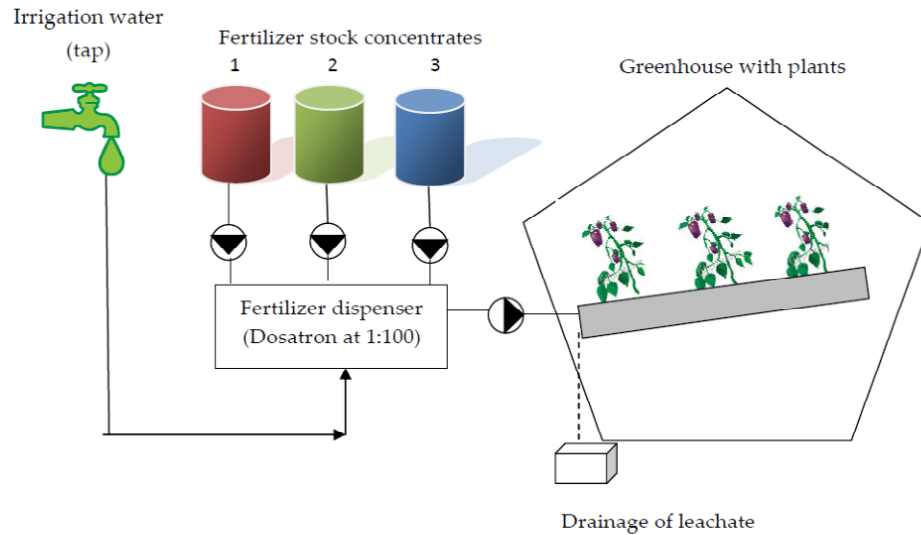 Irrigation water
(tap)
Fertilizer stock concentrates
1 2 3
Greenhouse with plants
Fertilizer dispenser
(Dosatron at 1:100)
Drainage of leachate